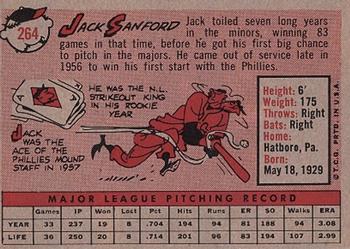 264
JACK SANFORD
Jack toiled seven long years
in the minors, winning 83
games in that time, before he got his first big chance
to pitch in the majors. He came out of service late in
1956 to win his first start with the Phillies.
HE WAS THE N.L.
STRIKEOUT KING
IN HIS ROOKIE
YEAR
JACK
WAS THE
ACE OF THE
PHILLIES MOUND
STAFF IN 1957
Height: 6'
Weight: 175
Throws: Right
Bats: Right
Home:
Hatboro, Pa.
Born:
May 18, 1929
© T.C.G. PRTD. IN U.S.A.
MAJOR LEAGUE PITCHING RECORD
Games IP Won Lost Pct. Hits Runs ER SO Walks ERA
YEAR 33 237 19 8 .704 194 94 81 188 94 3.08
LIFE 36 250 20 8 .714 201 96 83 194 107 2.99